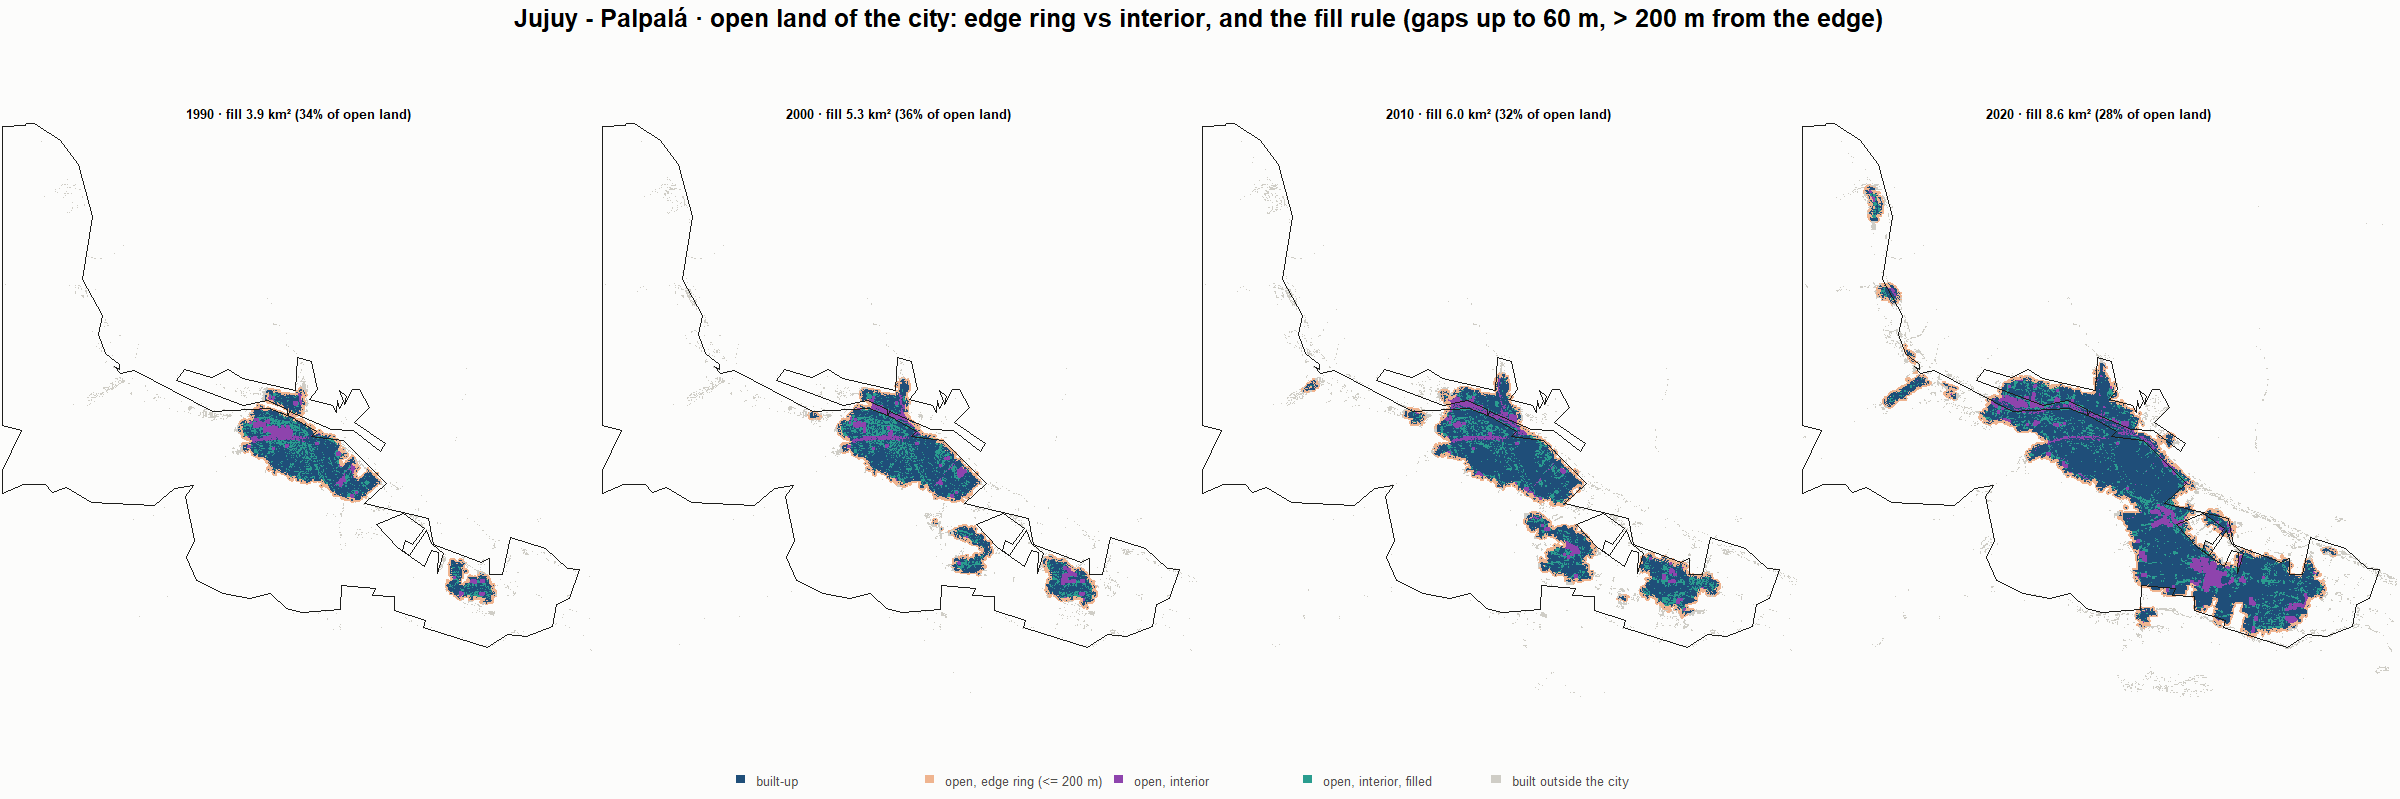 Jujuy - Palpalá · open land of the city: edge ring vs interior, and the fill rule (gaps up to 60 m, > 200 m from the edge)
1990 · fill 3.9 km² (34% of open land)
2000 · fill 5.3 km² (36% of open land)
2010 · fill 6.0 km² (32% of open land)
2020 · fill 8.6 km² (28% of open land)
built-up
open, edge ring (<= 200 m)
open, interior
open, interior, filled
built outside the city